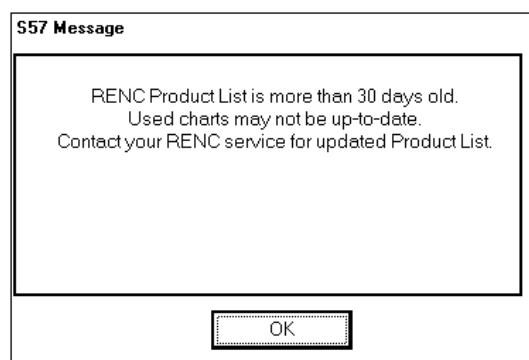 S57 Message
RENC Product List is more than 30 days old.
Used charts may not be up-to-date.
Contact your RENC service for updated Product List.
OK